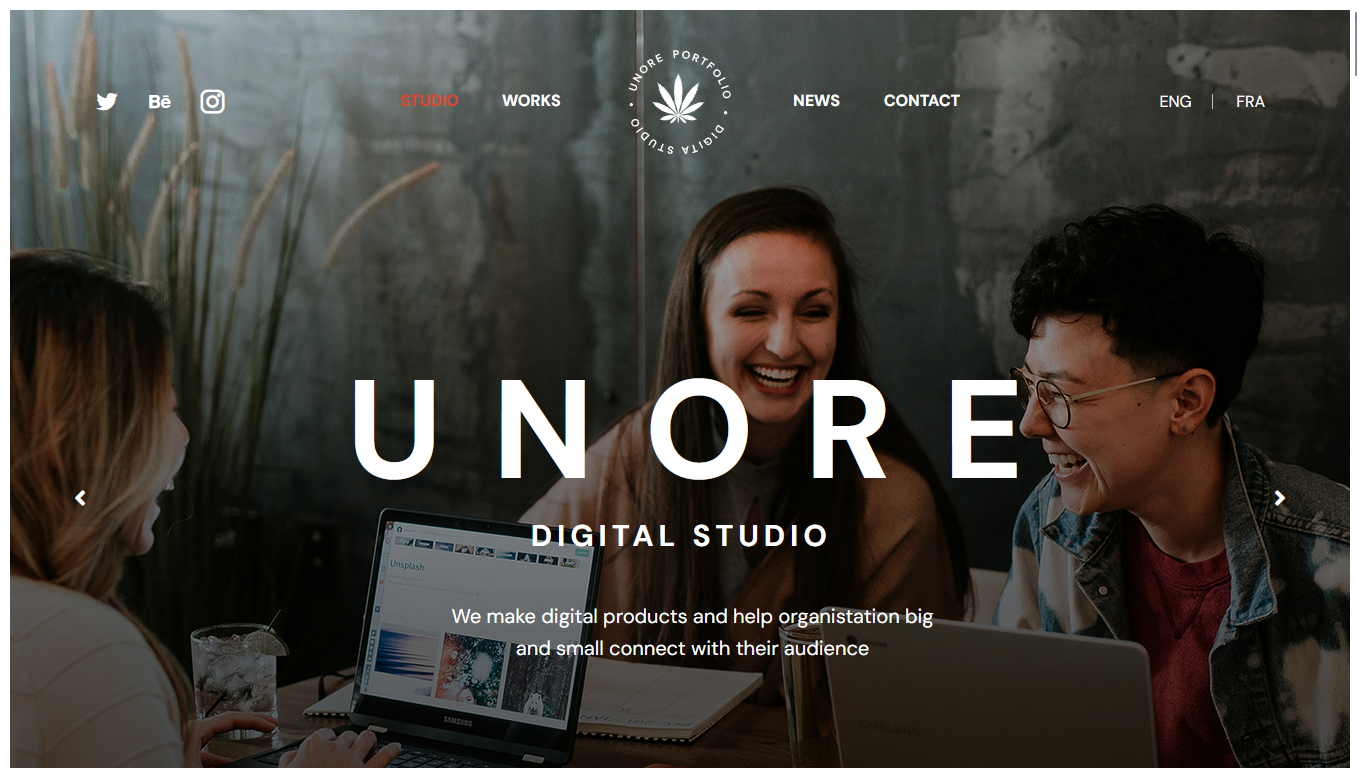 Bē
STUDIO
WORKS
UNORE PORTFOLIO • DIGITA STUDIO •
NEWS
CONTACT
ENG | FRA
UNORE
DIGITAL STUDIO
We make digital products and help organistation big
and small connect with their audience
Unsplash
SAMSUNG
SAMSUNG